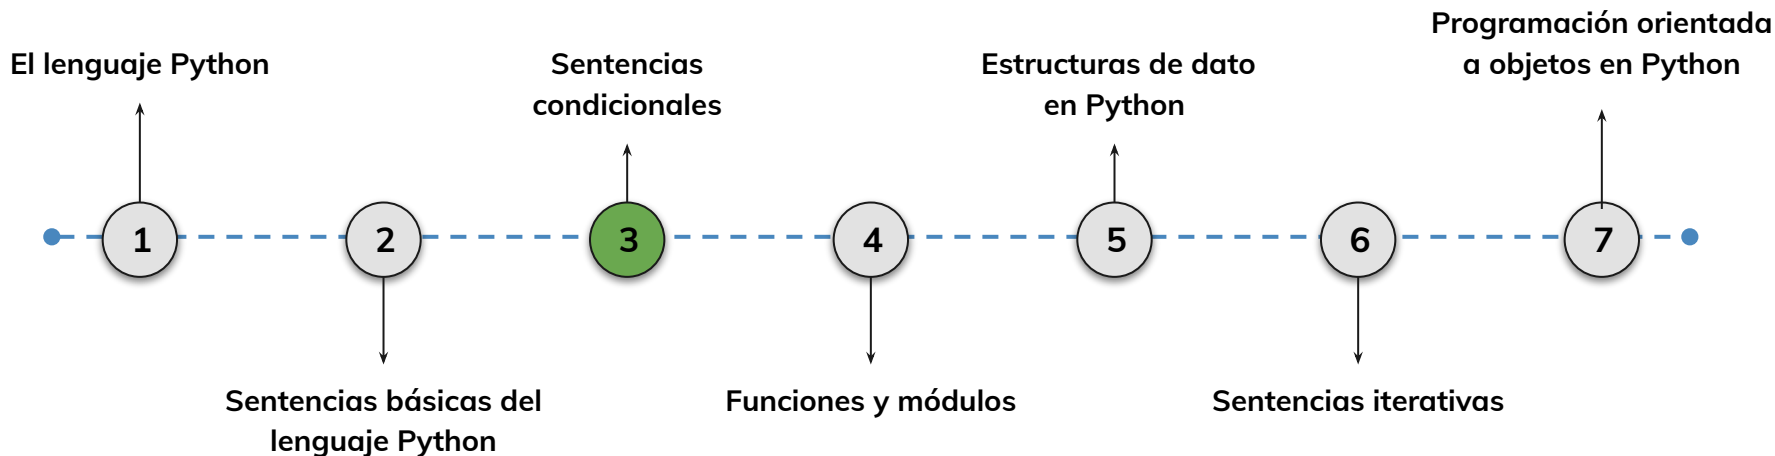 Programación orientada
a objetos en Python
El lenguaje Python
Sentencias
condicionales
Estructuras de dato
en Python
1
2
3
4
5
6
7
Sentencias básicas del
lenguaje Python
Funciones y módulos
Sentencias iterativas